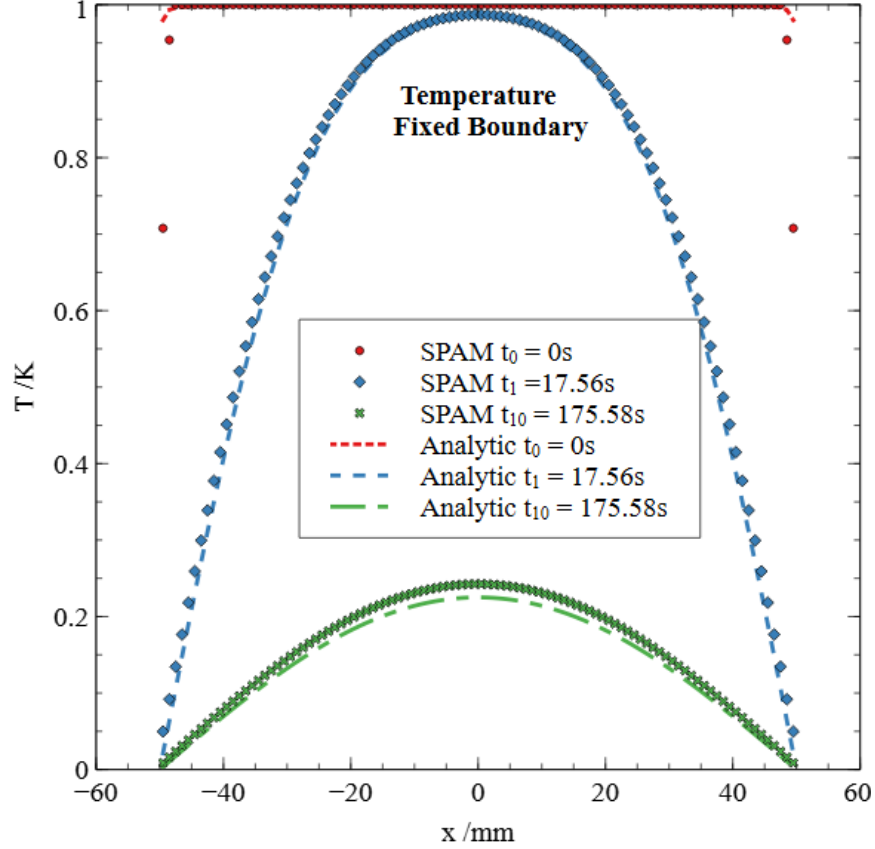 1
0.8
0.6
0.4
0.2
0
T /K
Temperature
Fixed Boundary
SPAM t₀ = 0s
SPAM t₁ =17.56s
SPAM t₁₀ = 175.58s
Analytic t₀ = 0s
Analytic t₁ = 17.56s
Analytic t₁₀ = 175.58s
−60 −40 −20 0 20 40 60
x /mm